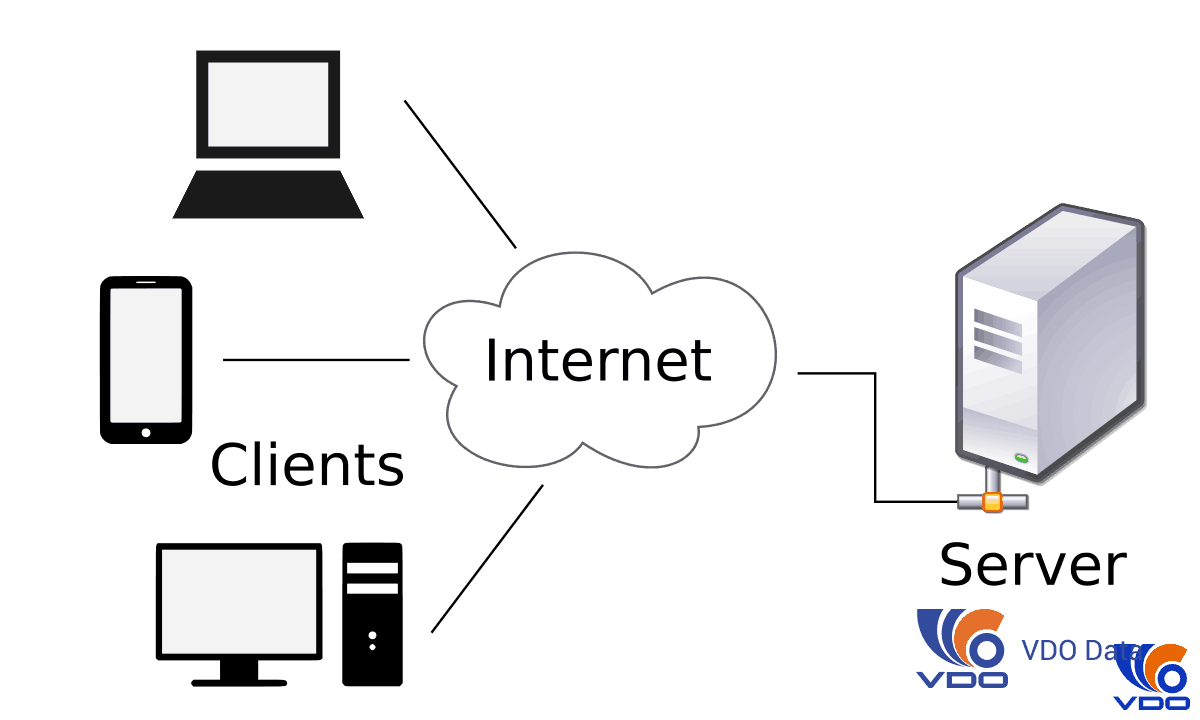 Internet
Clients
Server
VDO Data
VDO
VDO